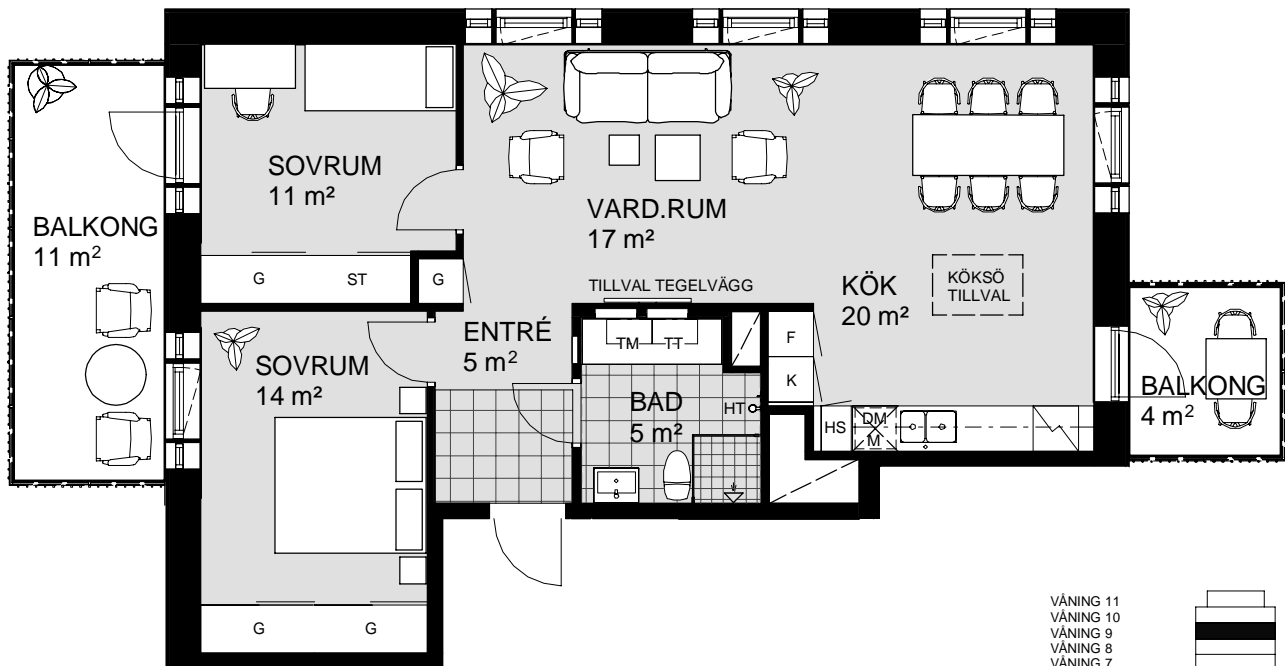 SOVRUM
11 m²
BALKONG
11 m²
VARD.RUM
17 m²
G
ST
G
TILLVAL TEGELVÄGG
KÖK
20 m²
KÖKSÖ
TILLVAL
ENTRÉ
5 m²
SOVRUM
14 m²
TM
TT
F
K
BAD
5 m²
HT
HS
DM
M
BALKONG
4 m²
G
G
VÅNING 11
VÅNING 10
VÅNING 9
VÅNING 8
VÅNING 7